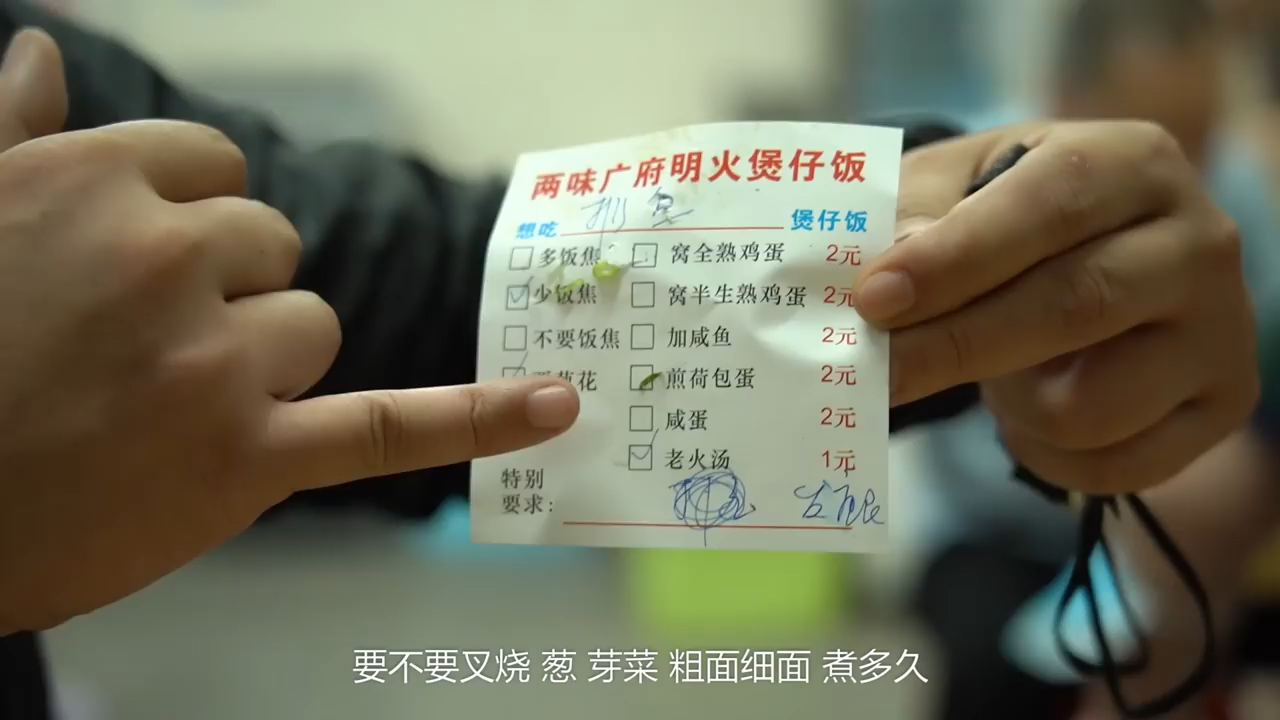 两味广府明火煲仔饭
想吃 煲仔饭
多饭焦 窝全熟鸡蛋 2元
少饭焦 窝半生熟鸡蛋 2元
不要饭焦 加咸鱼 2元
花 煎荷包蛋 2元
咸蛋 2元
老火汤 1元
特别
要求:
要不要叉烧 葱 芽菜 粗面细面 煮多久